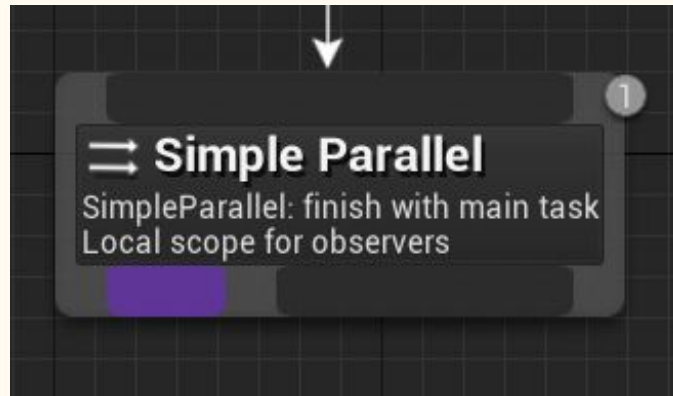 1
Simple Parallel
SimpleParallel: finish with main task
Local scope for observers